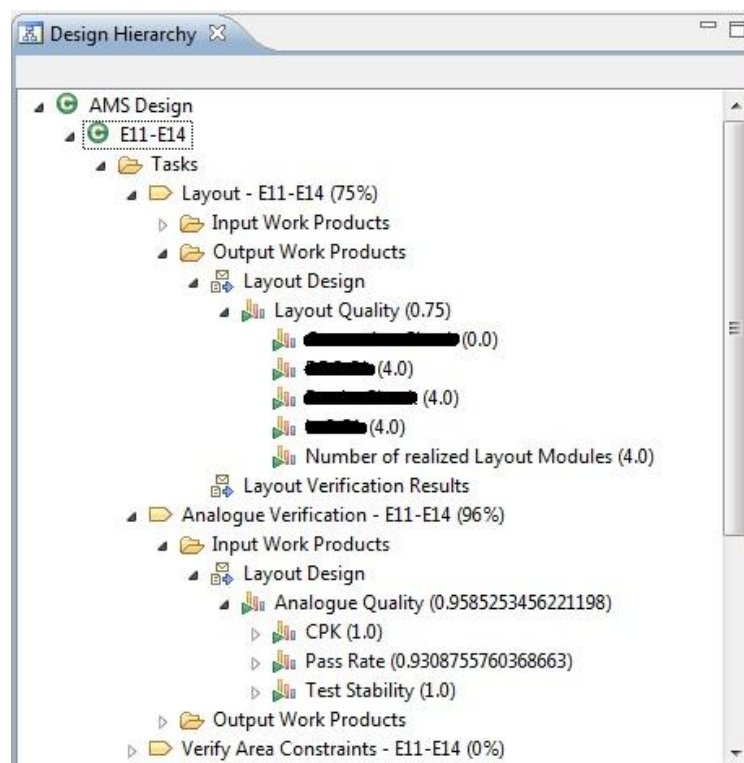 Design Hierarchy
AMS Design
E11-E14
Tasks
Layout - E11-E14 (75%)
Input Work Products
Output Work Products
Layout Design
Layout Quality (0.75)
(0.0)
(4.0)
(4.0)
(4.0)
Number of realized Layout Modules (4.0)
Layout Verification Results
Analogue Verification - E11-E14 (96%)
Input Work Products
Layout Design
Analogue Quality (0.9585253456221198)
CPK (1.0)
Pass Rate (0.9308755760368663)
Test Stability (1.0)
Output Work Products
Verify Area Constraints - E11-E14 (0%)